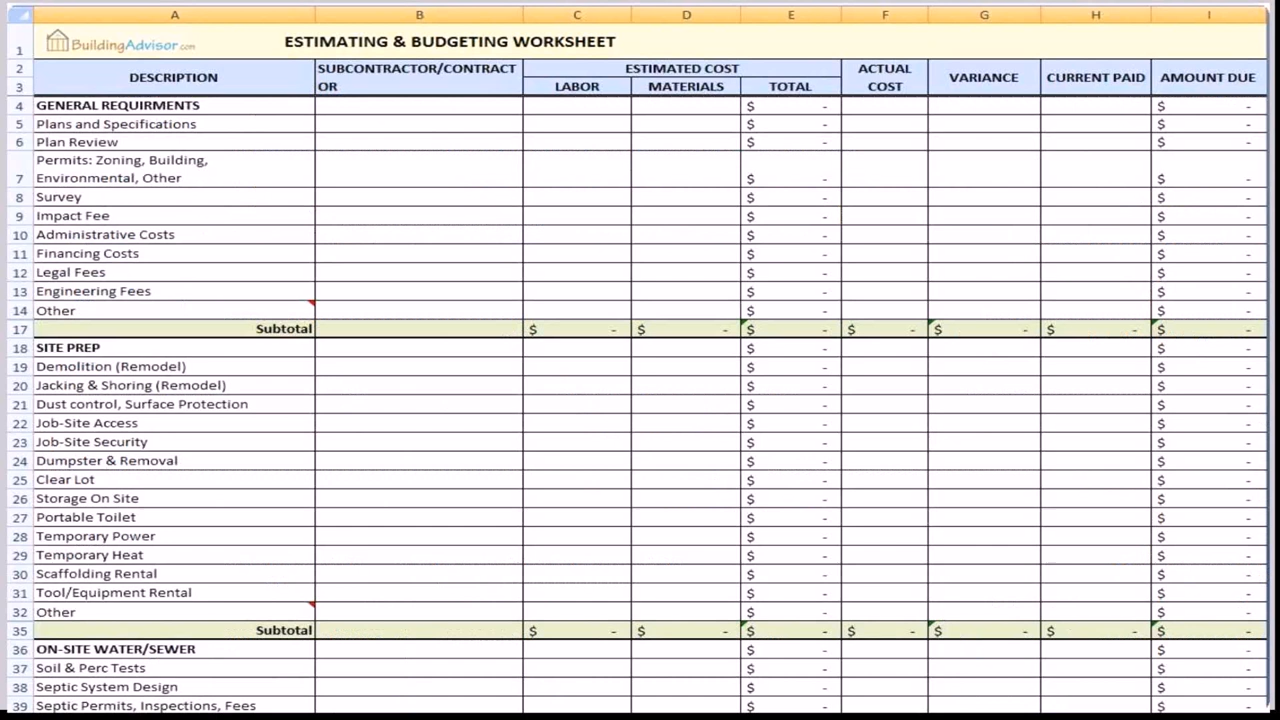 A B C D E F G H I
1 BuildingAdvisor.com ESTIMATING & BUDGETING WORKSHEET
2 DESCRIPTION SUBCONTRACTOR/CONTRACT ESTIMATED COST ACTUAL VARIANCE CURRENT PAID AMOUNT DUE
3 OR LABOR MATERIALS TOTAL COST
4 GENERAL REQUIRMENTS $ - $ -
5 Plans and Specifications $ - $ -
6 Plan Review $ - $ -
Permits: Zoning, Building,
7 Environmental, Other $ - $ -
8 Survey $ - $ -
9 Impact Fee $ - $ -
10 Administrative Costs $ - $ -
11 Financing Costs $ - $ -
12 Legal Fees $ - $ -
13 Engineering Fees $ - $ -
14 Other $ - $ -
17 Subtotal $ - $ - $ - $ - $ - $ - $ -
18 SITE PREP $ - $ -
19 Demolition (Remodel) $ - $ -
20 Jacking & Shoring (Remodel) $ - $ -
21 Dust control, Surface Protection $ - $ -
22 Job-Site Access $ - $ -
23 Job-Site Security $ - $ -
24 Dumpster & Removal $ - $ -
25 Clear Lot $ - $ -
26 Storage On Site $ - $ -
27 Portable Toilet $ - $ -
28 Temporary Power $ - $ -
29 Temporary Heat $ - $ -
30 Scaffolding Rental $ - $ -
31 Tool/Equipment Rental $ - $ -
32 Other $ - $ -
35 Subtotal $ - $ - $ - $ - $ - $ - $ -
36 ON-SITE WATER/SEWER $ - $ -
37 Soil & Perc Tests $ - $ -
38 Septic System Design $ - $ -
39 Septic Permits, Inspections, Fees $ - $ -